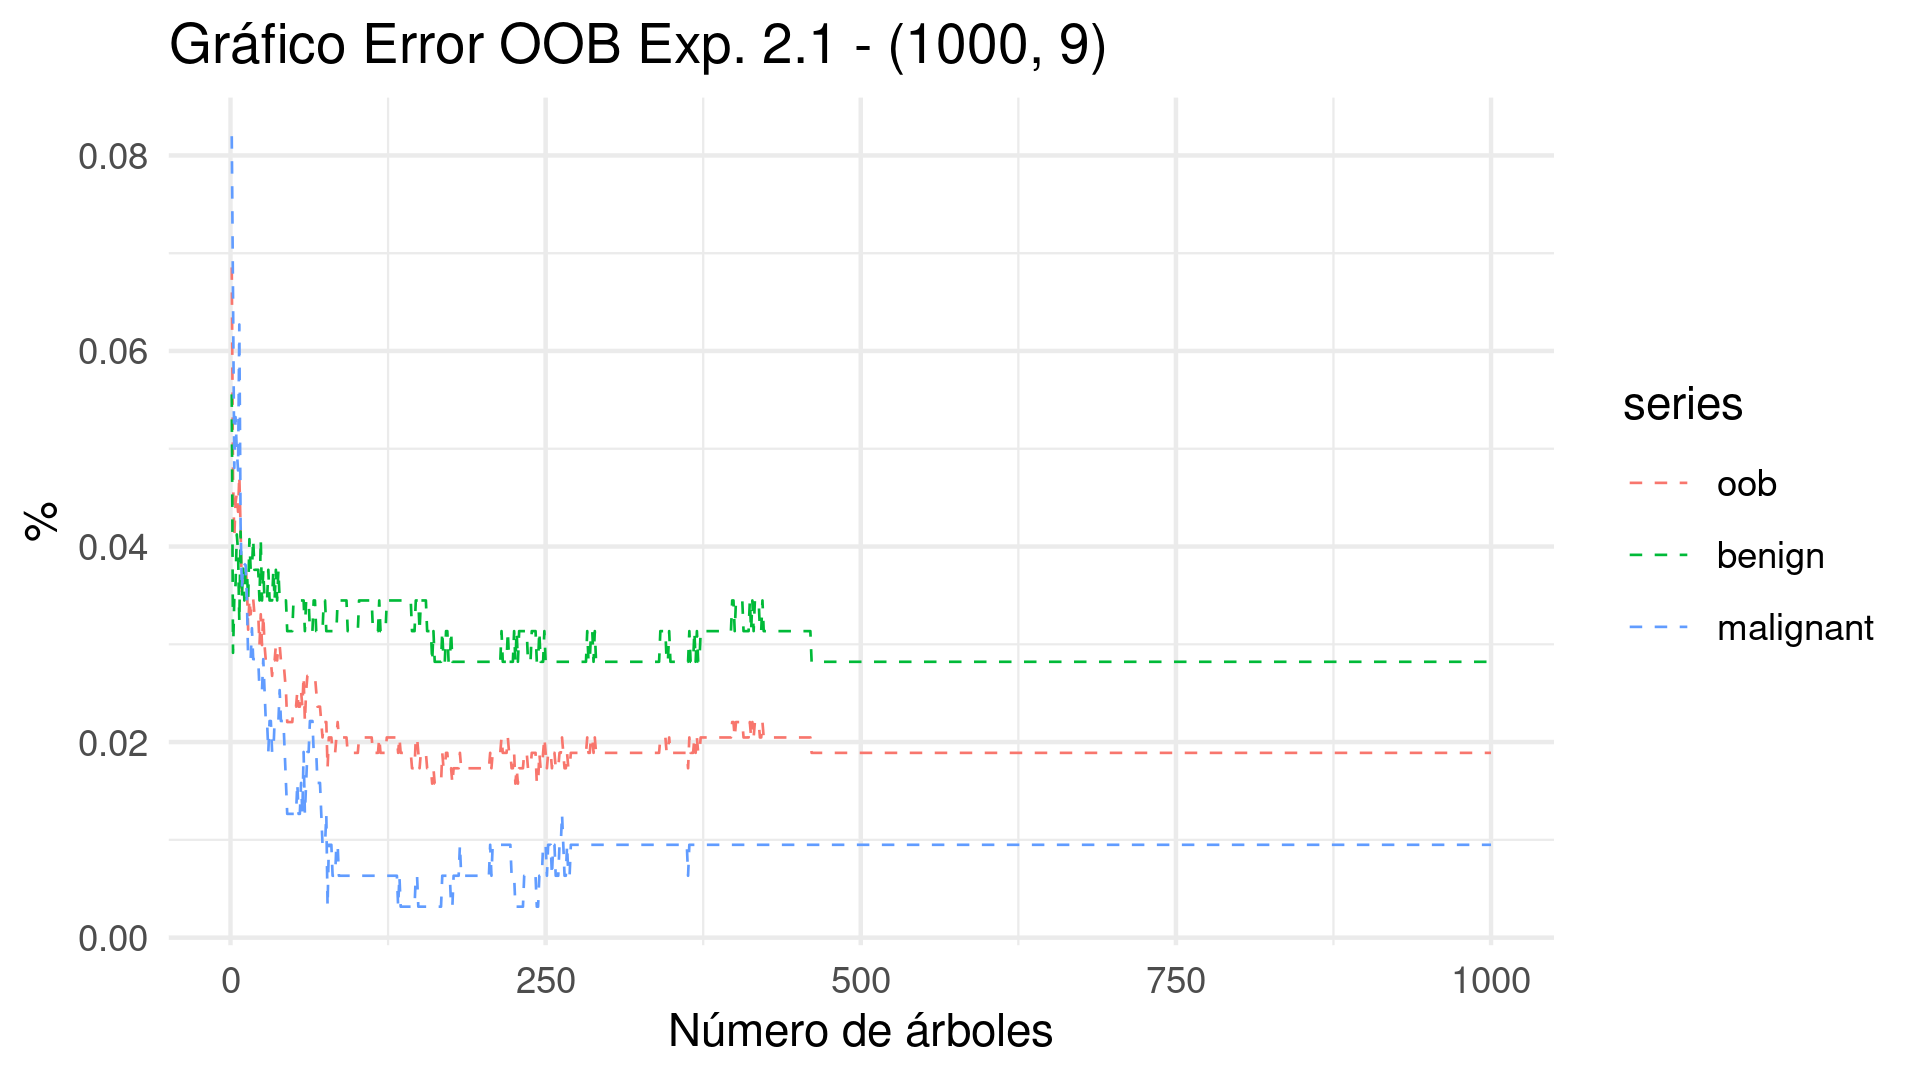 Gráfico Error OOB Exp. 2.1 - (1000, 9)
0.08
0.06
0.04
0.02
0.00
%
0 250 500 750 1000
Número de árboles
series
oob
benign
malignant